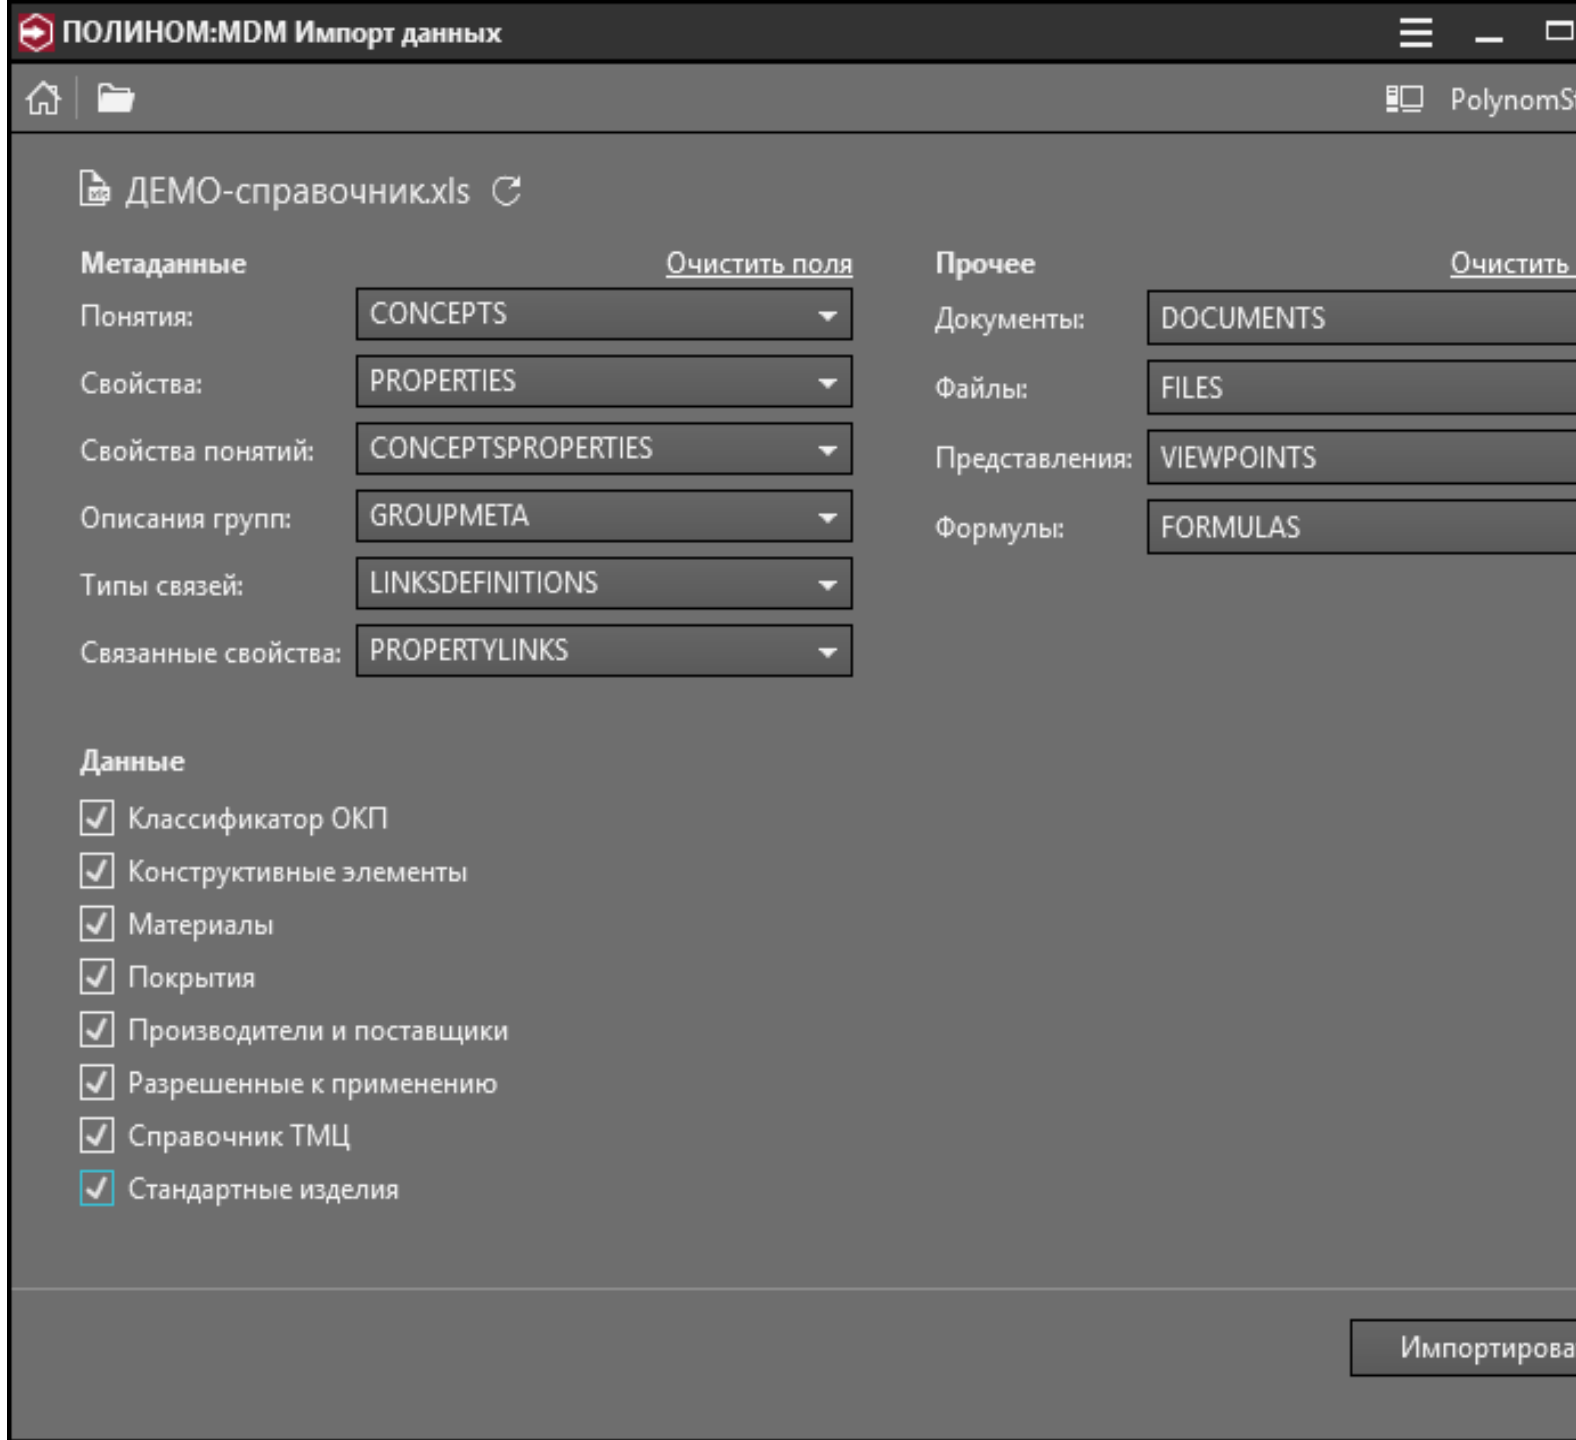 ПОЛИНОМ:MDM Импорт данных
ДЕМО-справочник.xls
Метаданные Очистить поля
Понятия: CONCEPTS
Свойства: PROPERTIES
Свойства понятий: CONCEPTSPROPERTIES
Описания групп: GROUPMETA
Типы связей: LINKSDEFINITIONS
Связанные свойства: PROPERTYLINKS
Прочее Очистить
Документы: DOCUMENTS
Файлы: FILES
Представления: VIEWPOINTS
Формулы: FORMULAS
Данные
Классификатор ОКП
Конструктивные элементы
Материалы
Покрытия
Производители и поставщики
Разрешенные к применению
Справочник ТМЦ
Стандартные изделия